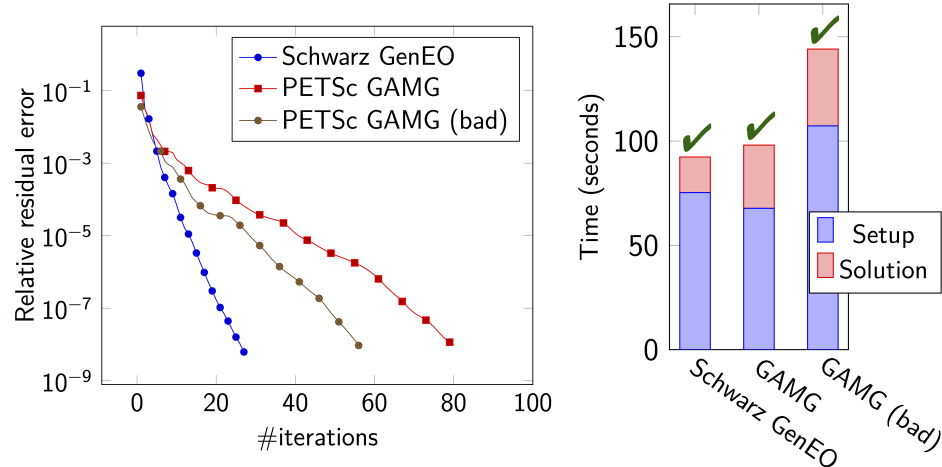 Relative residual error
10−1
10−3
10−5
10−7
10−9
0 20 40 60 80 100
#iterations
Schwarz GenEO
PETSc GAMG
PETSc GAMG (bad)
Time (seconds)
150
100
50
0
Setup
Solution
Schwarz GenEO
GAMG
GAMG (bad)